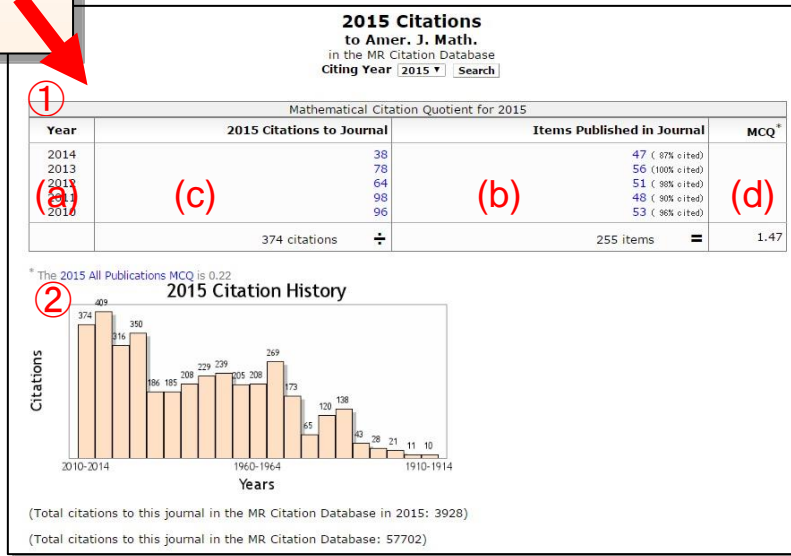 2015 Citations
to Amer. J. Math.
in the MR Citation Database
Citing Year 2015 ▼ Search
①
Mathematical Citation Quotient for 2015
Year 2015 Citations to Journal Items Published in Journal MCQ*
2014 38 47 ( 87% cited)
2013 78 56 (100% cited)
2012 64 51 ( 98% cited)
(a) (c) (b) (d)
2011 98 48 ( 90% cited)
2010 96 53 ( 96% cited)
374 citations ÷ 255 items = 1.47
* The 2015 All Publications MCQ is 0.22
②
2015 Citation History
374 409 316 350 186 185 208 229 239 205 208 269 173 65 120 138 43 28 21 11 10
Citations
2010-2014 1960-1964 1910-1914
Years
(Total citations to this journal in the MR Citation Database in 2015: 3928)
(Total citations to this journal in the MR Citation Database: 57702)